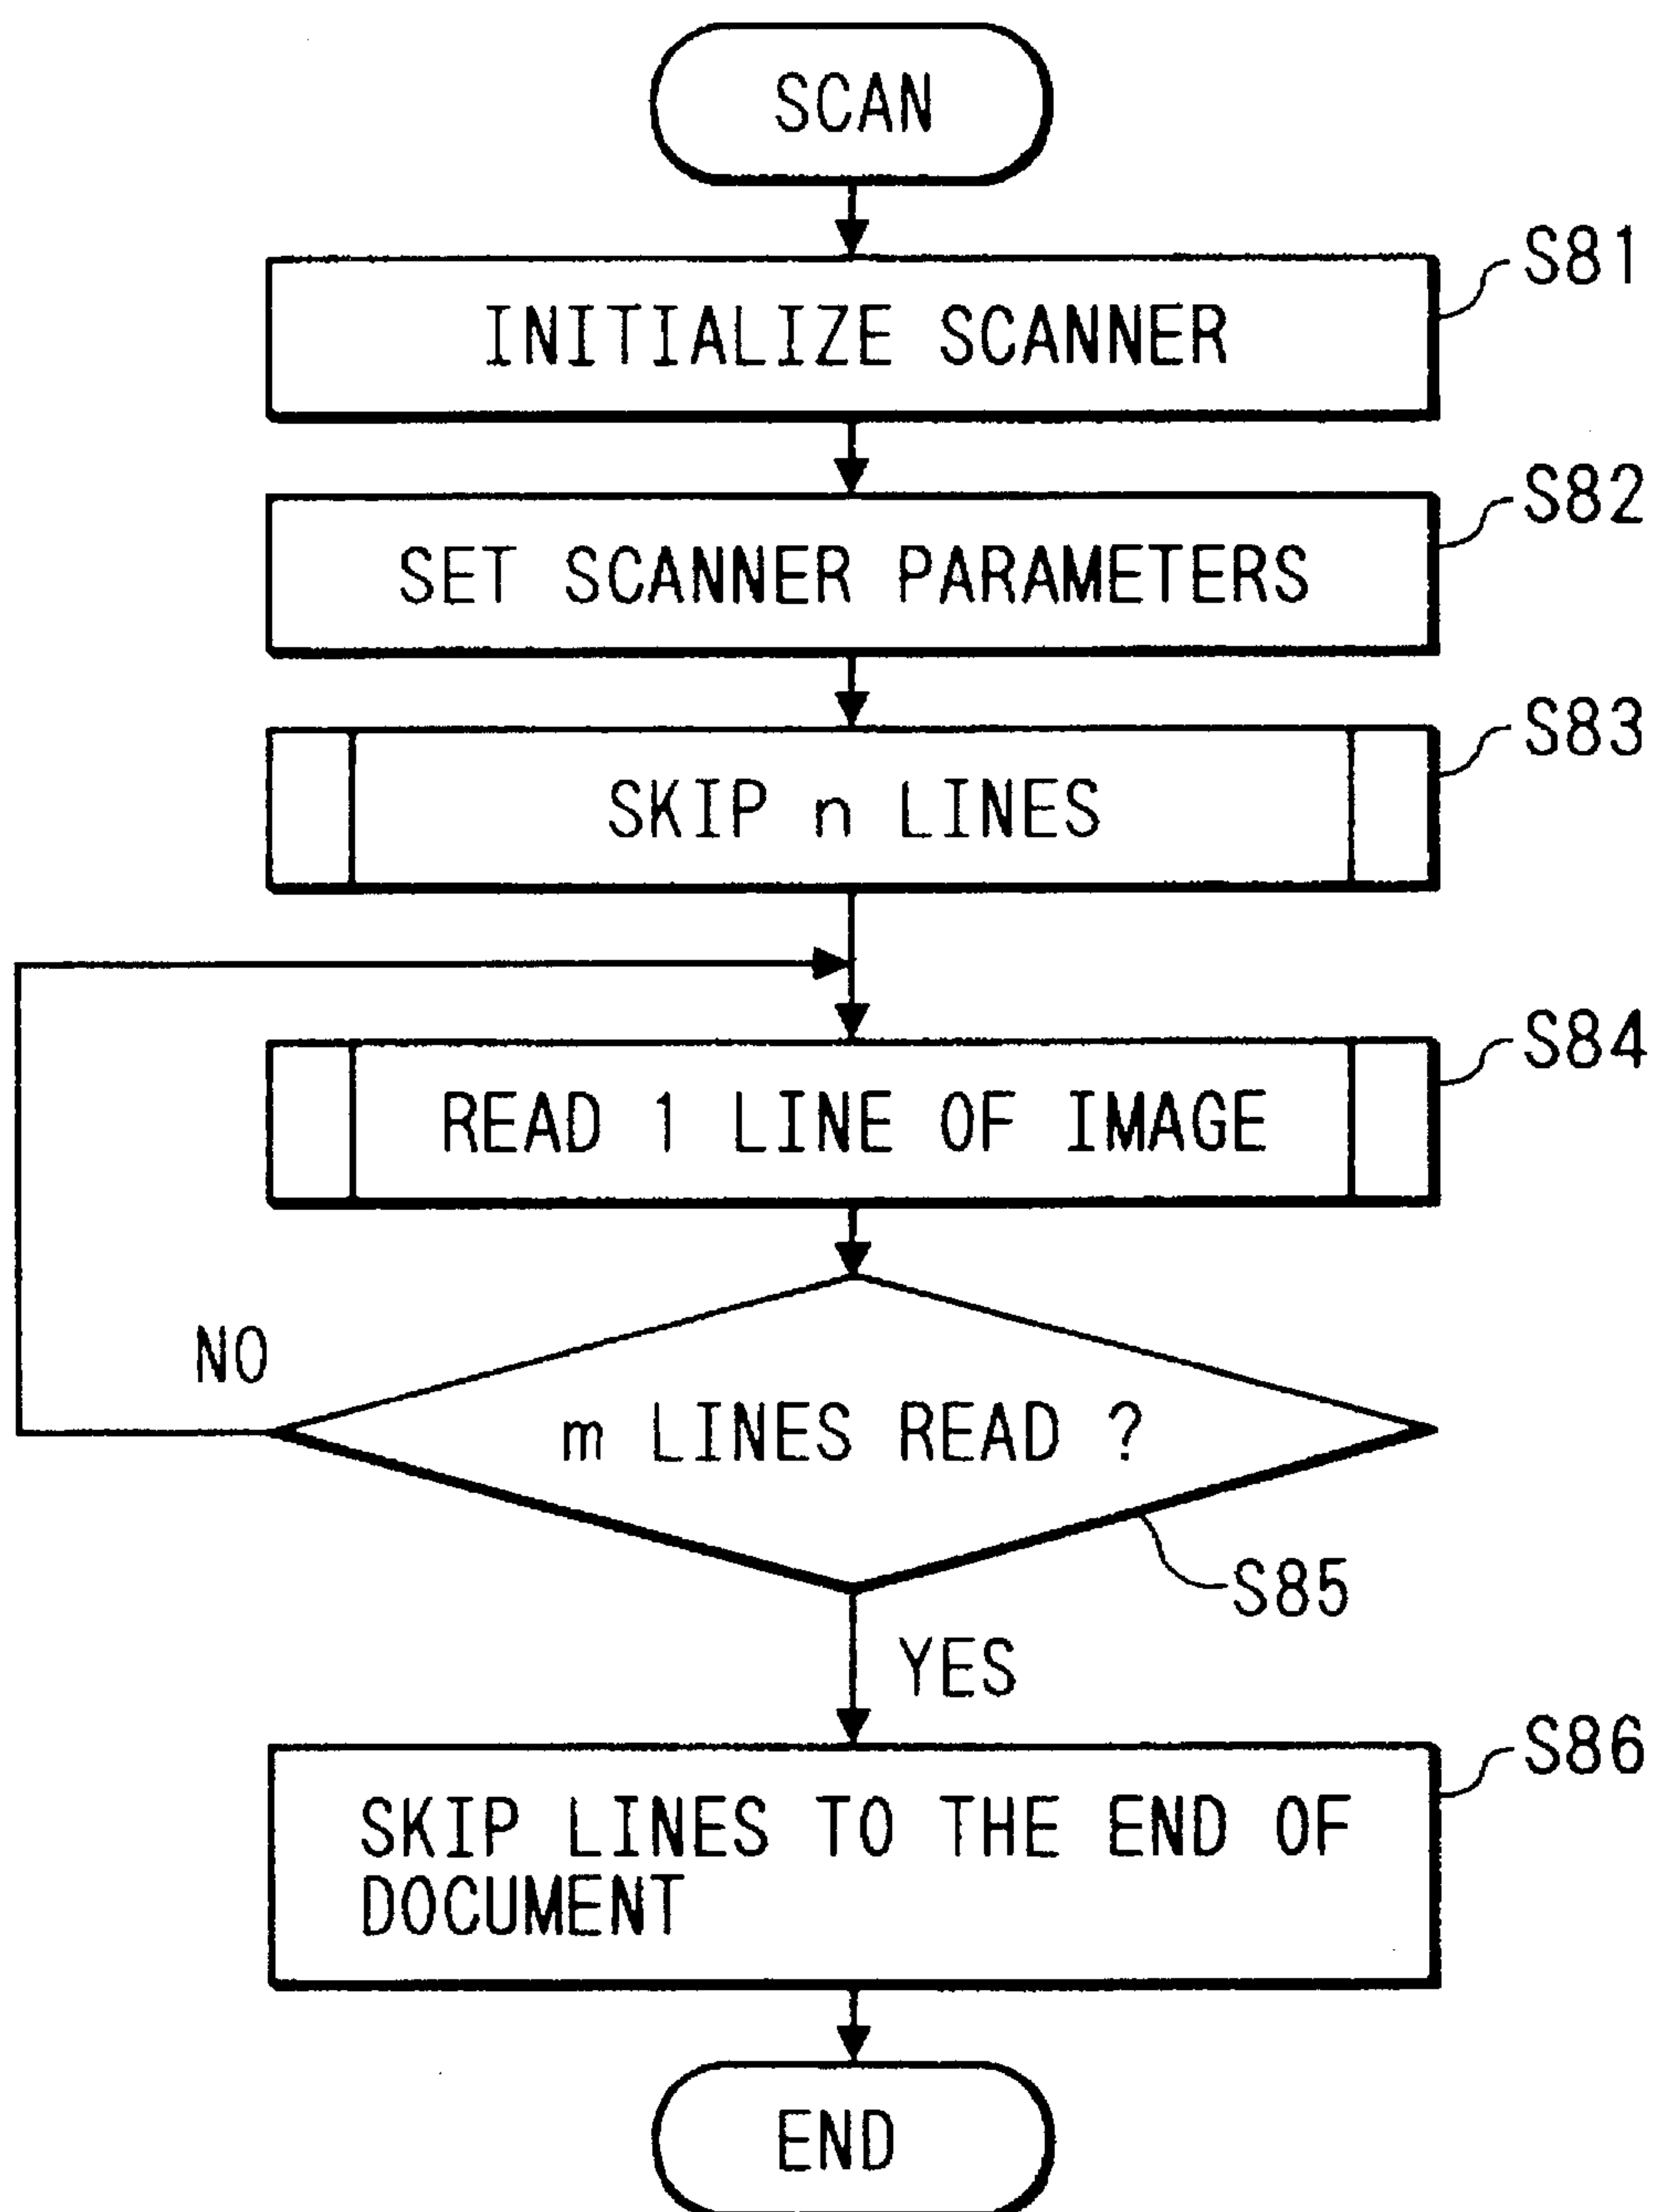 SCAN
S81
INITIALIZE SCANNER
S82
SET SCANNER PARAMETERS
S83
SKIP n LINES
S84
READ 1 LINE OF IMAGE
NO
m LINES READ ?
S85
YES
S86
SKIP LINES TO THE END OF
DOCUMENT
END